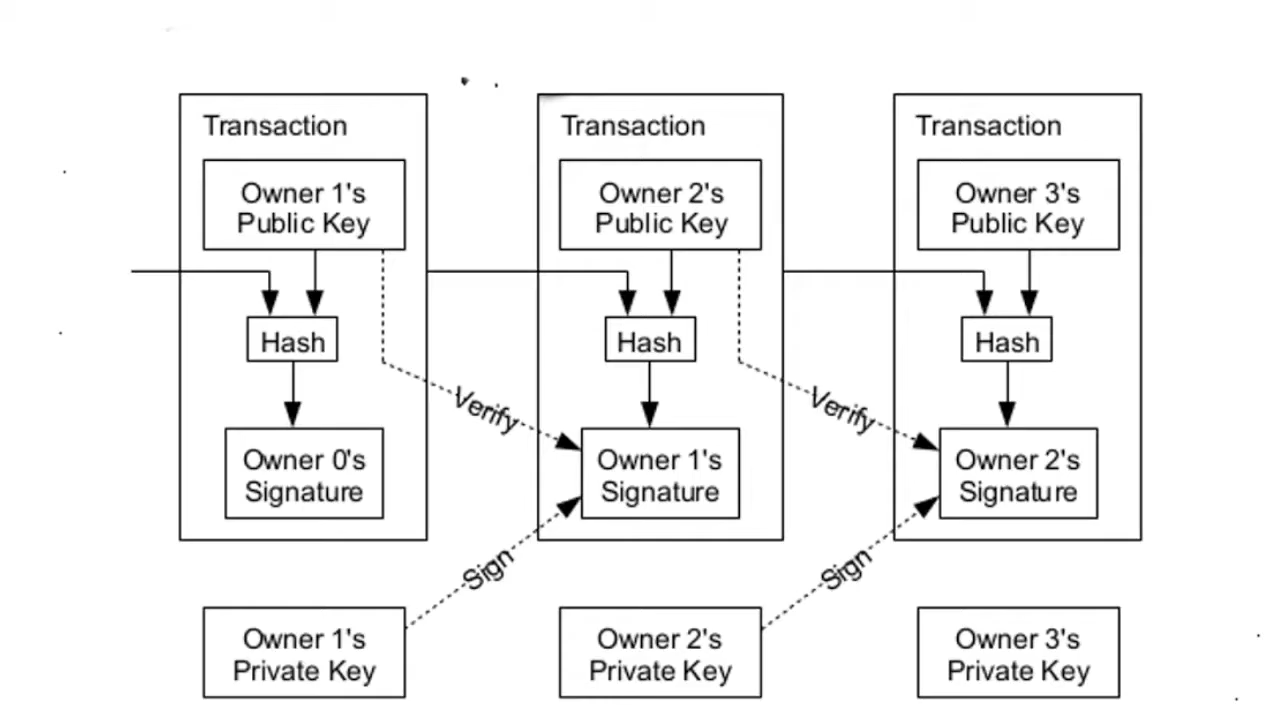 Transaction
Owner 1's
Public Key
Hash
Owner 0's
Signature
Transaction
Owner 2's
Public Key
Hash
Verify
Owner 1's
Signature
Sign
Transaction
Owner 3's
Public Key
Hash
Verify
Owner 2's
Signature
Sign
Owner 1's
Private Key
Owner 2's
Private Key
Owner 3's
Private Key